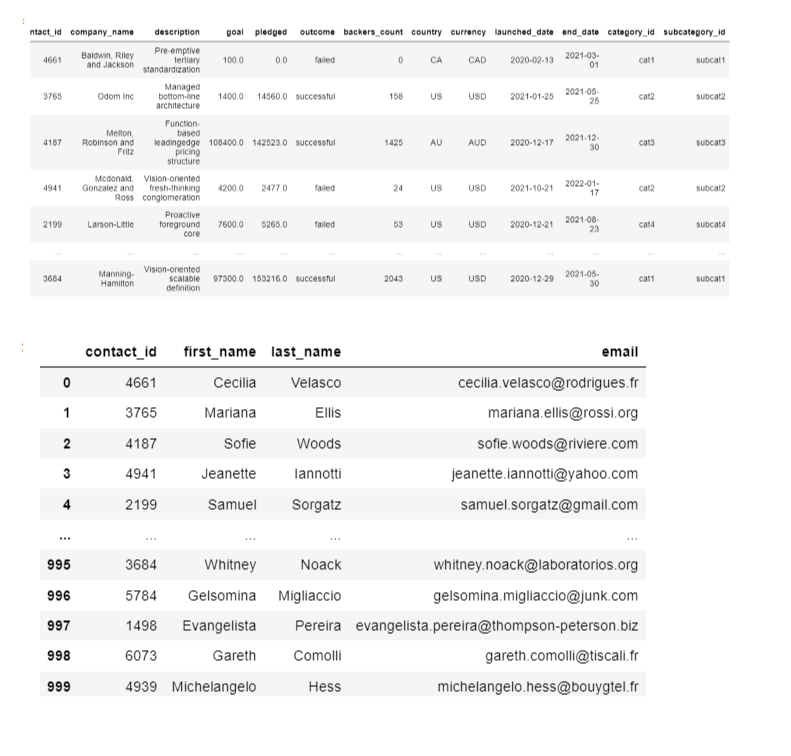 :
ntact_id company_name description goal pledged outcome backers_count country currency launched_date end_date category_id subcategory_id
4661 Baldwin, Riley and Jackson Pre-emptive tertiary standardization 100.0 0.0 failed 0 CA CAD 2020-02-13 2021-03-01 cat1 subcat1
3765 Odom Inc Managed bottom-line architecture 1400.0 14560.0 successful 158 US USD 2021-01-25 2021-05-25 cat2 subcat2
4187 Melton, Robinson and Fritz Function-based leadingedge pricing structure 108400.0 142523.0 successful 1425 AU AUD 2020-12-17 2021-12-30 cat3 subcat3
4941 Mcdonald, Gonzalez and Ross Vision-oriented fresh-thinking conglomeration 4200.0 2477.0 failed 24 US USD 2021-10-21 2022-01-17 cat2 subcat2
2199 Larson-Little Proactive foreground core 7600.0 5265.0 failed 53 US USD 2020-12-21 2021-08-23 cat4 subcat4
... ... ... ... ... ... ... ... ... ... ... ... ...
3684 Manning-Hamilton Vision-oriented scalable definition 97300.0 153216.0 successful 2043 US USD 2020-12-29 2021-05-30 cat1 subcat1
:
contact_id first_name last_name email
0 4661 Cecilia Velasco cecilia.velasco@rodrigues.fr
1 3765 Mariana Ellis mariana.ellis@rossi.org
2 4187 Sofie Woods sofie.woods@riviere.com
3 4941 Jeanette Iannotti jeanette.iannotti@yahoo.com
4 2199 Samuel Sorgatz samuel.sorgatz@gmail.com
... ... ... ... ...
995 3684 Whitney Noack whitney.noack@laboratorios.org
996 5784 Gelsomina Migliaccio gelsomina.migliaccio@junk.com
997 1498 Evangelista Pereira evangelista.pereira@thompson-peterson.biz
998 6073 Gareth Comolli gareth.comolli@tiscali.fr
999 4939 Michelangelo Hess michelangelo.hess@bouygtel.fr